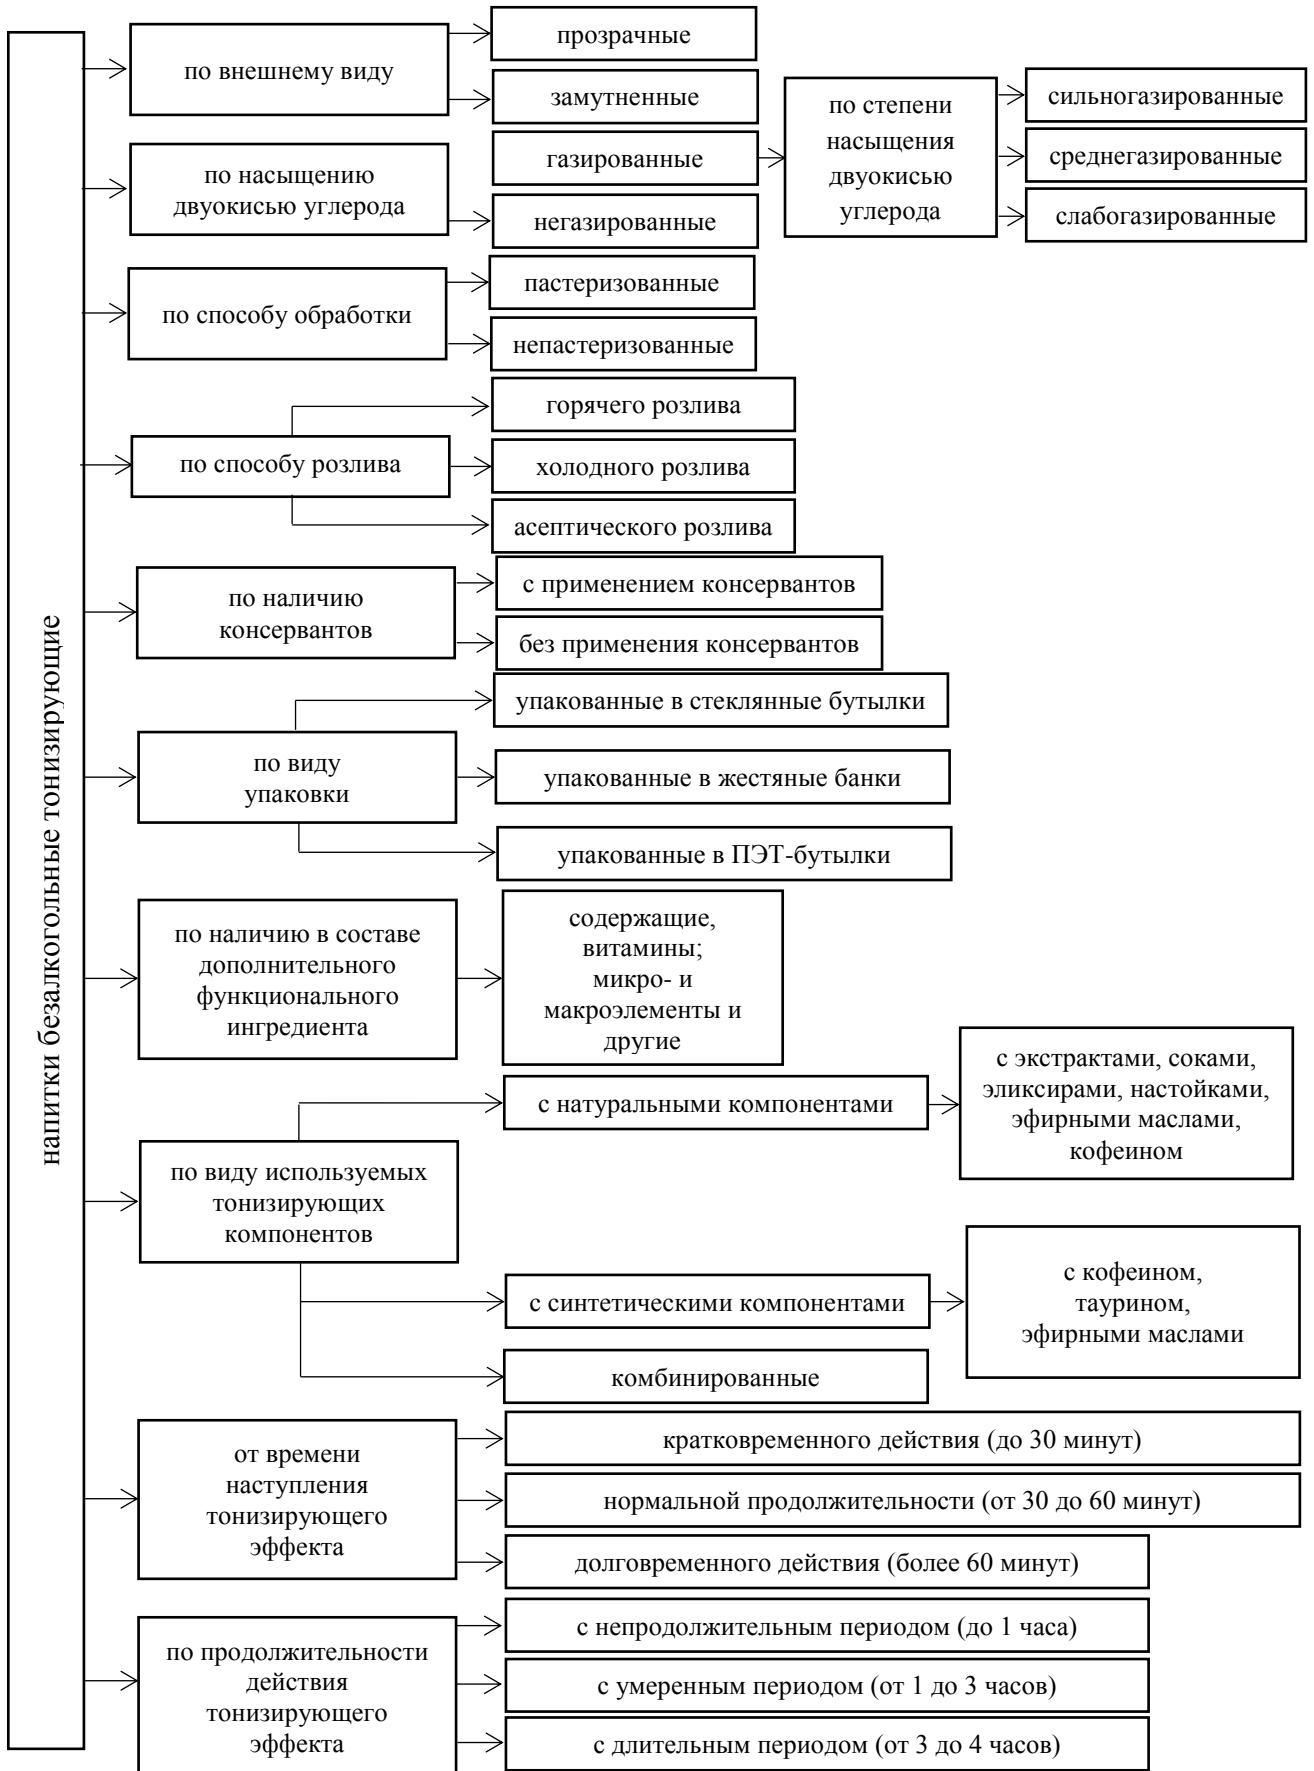 напитки безалкогольные тонизирующие
по внешнему виду
прозрачные
замутненные
по насыщению
двуокисью углерода
газированные
негазированные
по степени
насыщения
двуокисью
углерода
сильногазированные
среднегазированные
слабогазированные
по способу обработки
пастеризованные
непастеризованные
по способу розлива
горячего розлива
холодного розлива
асептического розлива
по наличию
консервантов
с применением консервантов
без применения консервантов
по виду
упаковки
упакованные в стеклянные бутылки
упакованные в жестяные банки
упакованные в ПЭТ-бутылки
по наличию в составе
дополнительного
функционального
ингредиента
содержащие,
витамины;
микро- и
макроэлементы и
другие
по виду используемых
тонизирующих
компонентов
с натуральными компонентами
с экстрактами, соками,
эликсирами, настойками,
эфирными маслами,
кофеином
с синтетическими компонентами
с кофеином,
таурином,
эфирными маслами
комбинированные
от времени
наступления
тонизирующего
эффекта
кратковременного действия (до 30 минут)
нормальной продолжительности (от 30 до 60 минут)
долговременного действия (более 60 минут)
по продолжительности
действия
тонизирующего
эффекта
с непродолжительным периодом (до 1 часа)
с умеренным периодом (от 1 до 3 часов)
с длительным периодом (от 3 до 4 часов)